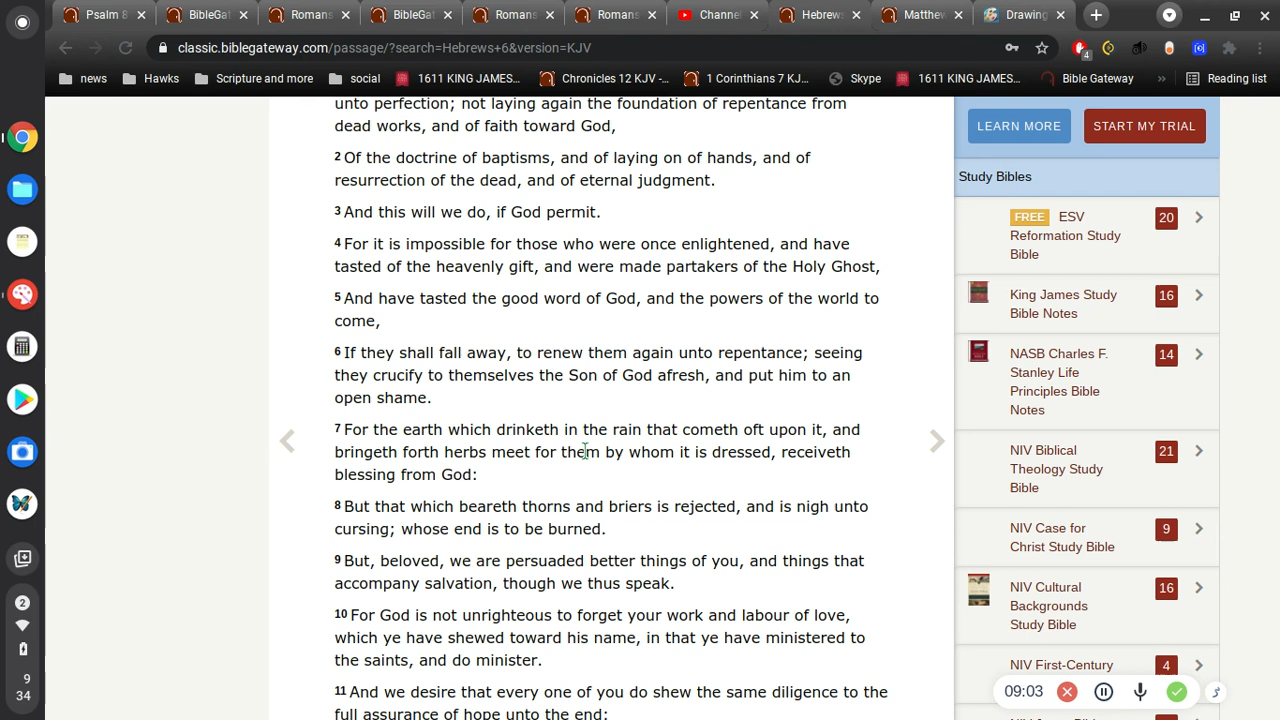 Psalm 8
BibleGat
Romans
BibleGat
Romans
Romans
Channel
Hebrews
Matthew
Drawing
classic.biblegateway.com/passage/?search=Hebrews+6&version=KJV
4
news
Hawks
Scripture and more
social
1611 KING JAMES...
Chronicles 12 KJV -...
1 Corinthians 7 KJ...
Skype
1611 KING JAMES...
Bible Gateway
»
Reading list
unto perfection; not laying again the foundation of repentance from
dead works, and of faith toward God,
2 Of the doctrine of baptisms, and of laying on of hands, and of
resurrection of the dead, and of eternal judgment.
3 And this will we do, if God permit.
4 For it is impossible for those who were once enlightened, and have
tasted of the heavenly gift, and were made partakers of the Holy Ghost,
5 And have tasted the good word of God, and the powers of the world to
come,
6 If they shall fall away, to renew them again unto repentance; seeing
they crucify to themselves the Son of God afresh, and put him to an
open shame.
7 For the earth which drinketh in the rain that cometh oft upon it, and
bringeth forth herbs meet for them by whom it is dressed, receiveth
blessing from God:
8 But that which beareth thorns and briers is rejected, and is nigh unto
cursing; whose end is to be burned.
9 But, beloved, we are persuaded better things of you, and things that
accompany salvation, though we thus speak.
10 For God is not unrighteous to forget your work and labour of love,
which ye have shewed toward his name, in that ye have ministered to
the saints, and do minister.
11 And we desire that every one of you do shew the same diligence to the
full assurance of hope unto the end:
LEARN MORE
START MY TRIAL
Study Bibles
FREE ESV
Reformation Study
Bible
20
King James Study
Bible Notes
16
NASB Charles F.
Stanley Life
Principles Bible
Notes
14
NIV Biblical
Theology Study
Bible
21
NIV Case for
Christ Study Bible
9
NIV Cultural
Backgrounds
Study Bible
16
NIV First-Century
4
09:03
2
9
34